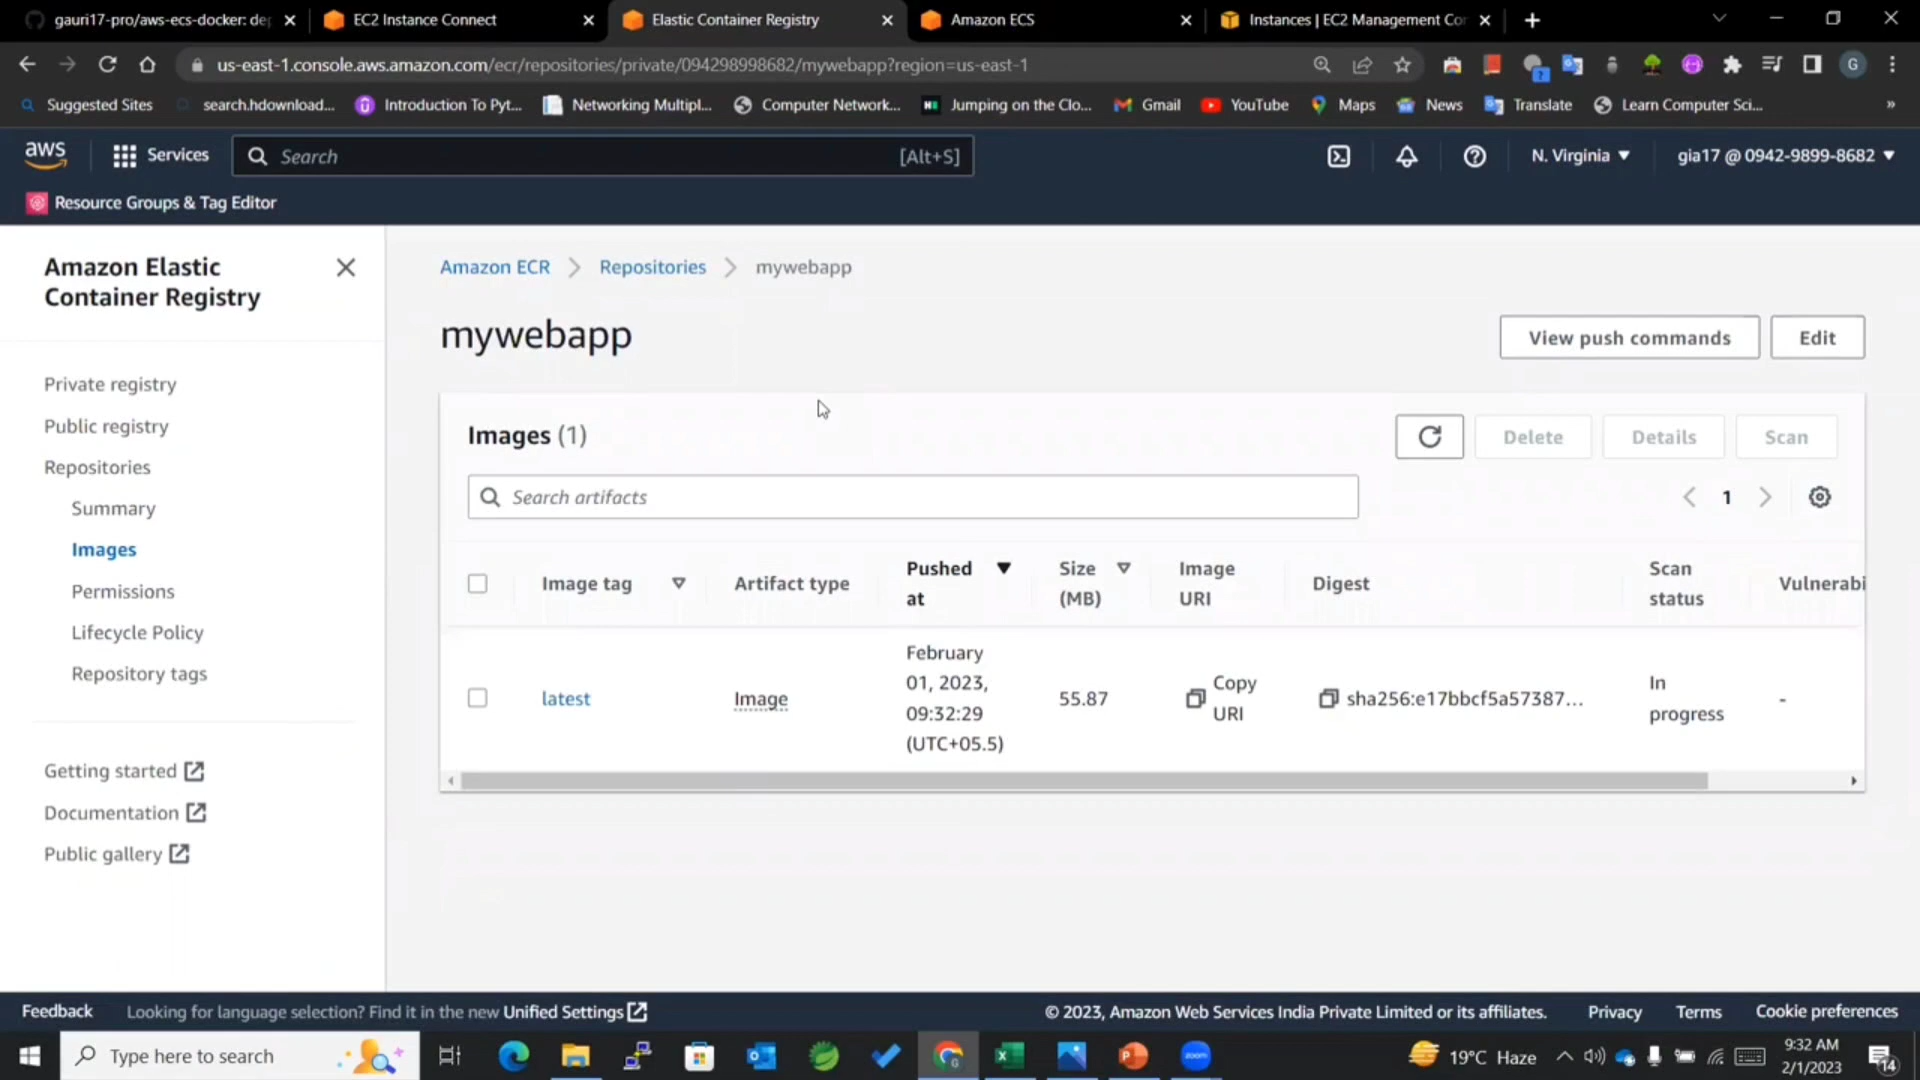 gauri17-pro/aws-ecs-docker: de
EC2 Instance Connect
Elastic Container Registry
Amazon ECS
Instances | EC2 Management Co
us-east-1.console.aws.amazon.com/ecr/repositories/private/094298998682/mywebapp?region=us-east-1
G
Suggested Sites
search.hdownload...
Introduction To Pyt...
Networking Multipl...
Computer Network...
Jumping on the Clo...
Gmail
YouTube
Maps
News
Translate
Learn Computer Sci...
»
aws
Services
Search
[Alt+S]
N. Virginia
gia17 @ 0942-9899-8682
Resource Groups & Tag Editor
Amazon Elastic
Container Registry
Private registry
Public registry
Repositories
Summary
Images
Permissions
Lifecycle Policy
Repository tags
Getting started
Documentation
Public gallery
Amazon ECR
Repositories
mywebapp
mywebapp
View push commands
Edit
Images (1)
Delete
Details
Scan
Search artifacts
1
Image tag
Artifact type
Pushed
at
Size
(MB)
Image
URI
Digest
Scan
status
Vulnerabi
latest
Image
February
01, 2023,
09:32:29
(UTC+05.5)
55.87
Copy
URI
sha256:e17bbcf5a57387...
In
progress
-
Feedback
Looking for language selection? Find it in the new Unified Settings
© 2023, Amazon Web Services India Private Limited or its affiliates.
Privacy
Terms
Cookie preferences
Type here to search
zoom
19°C Haze
9:32 AM
2/1/2023
14